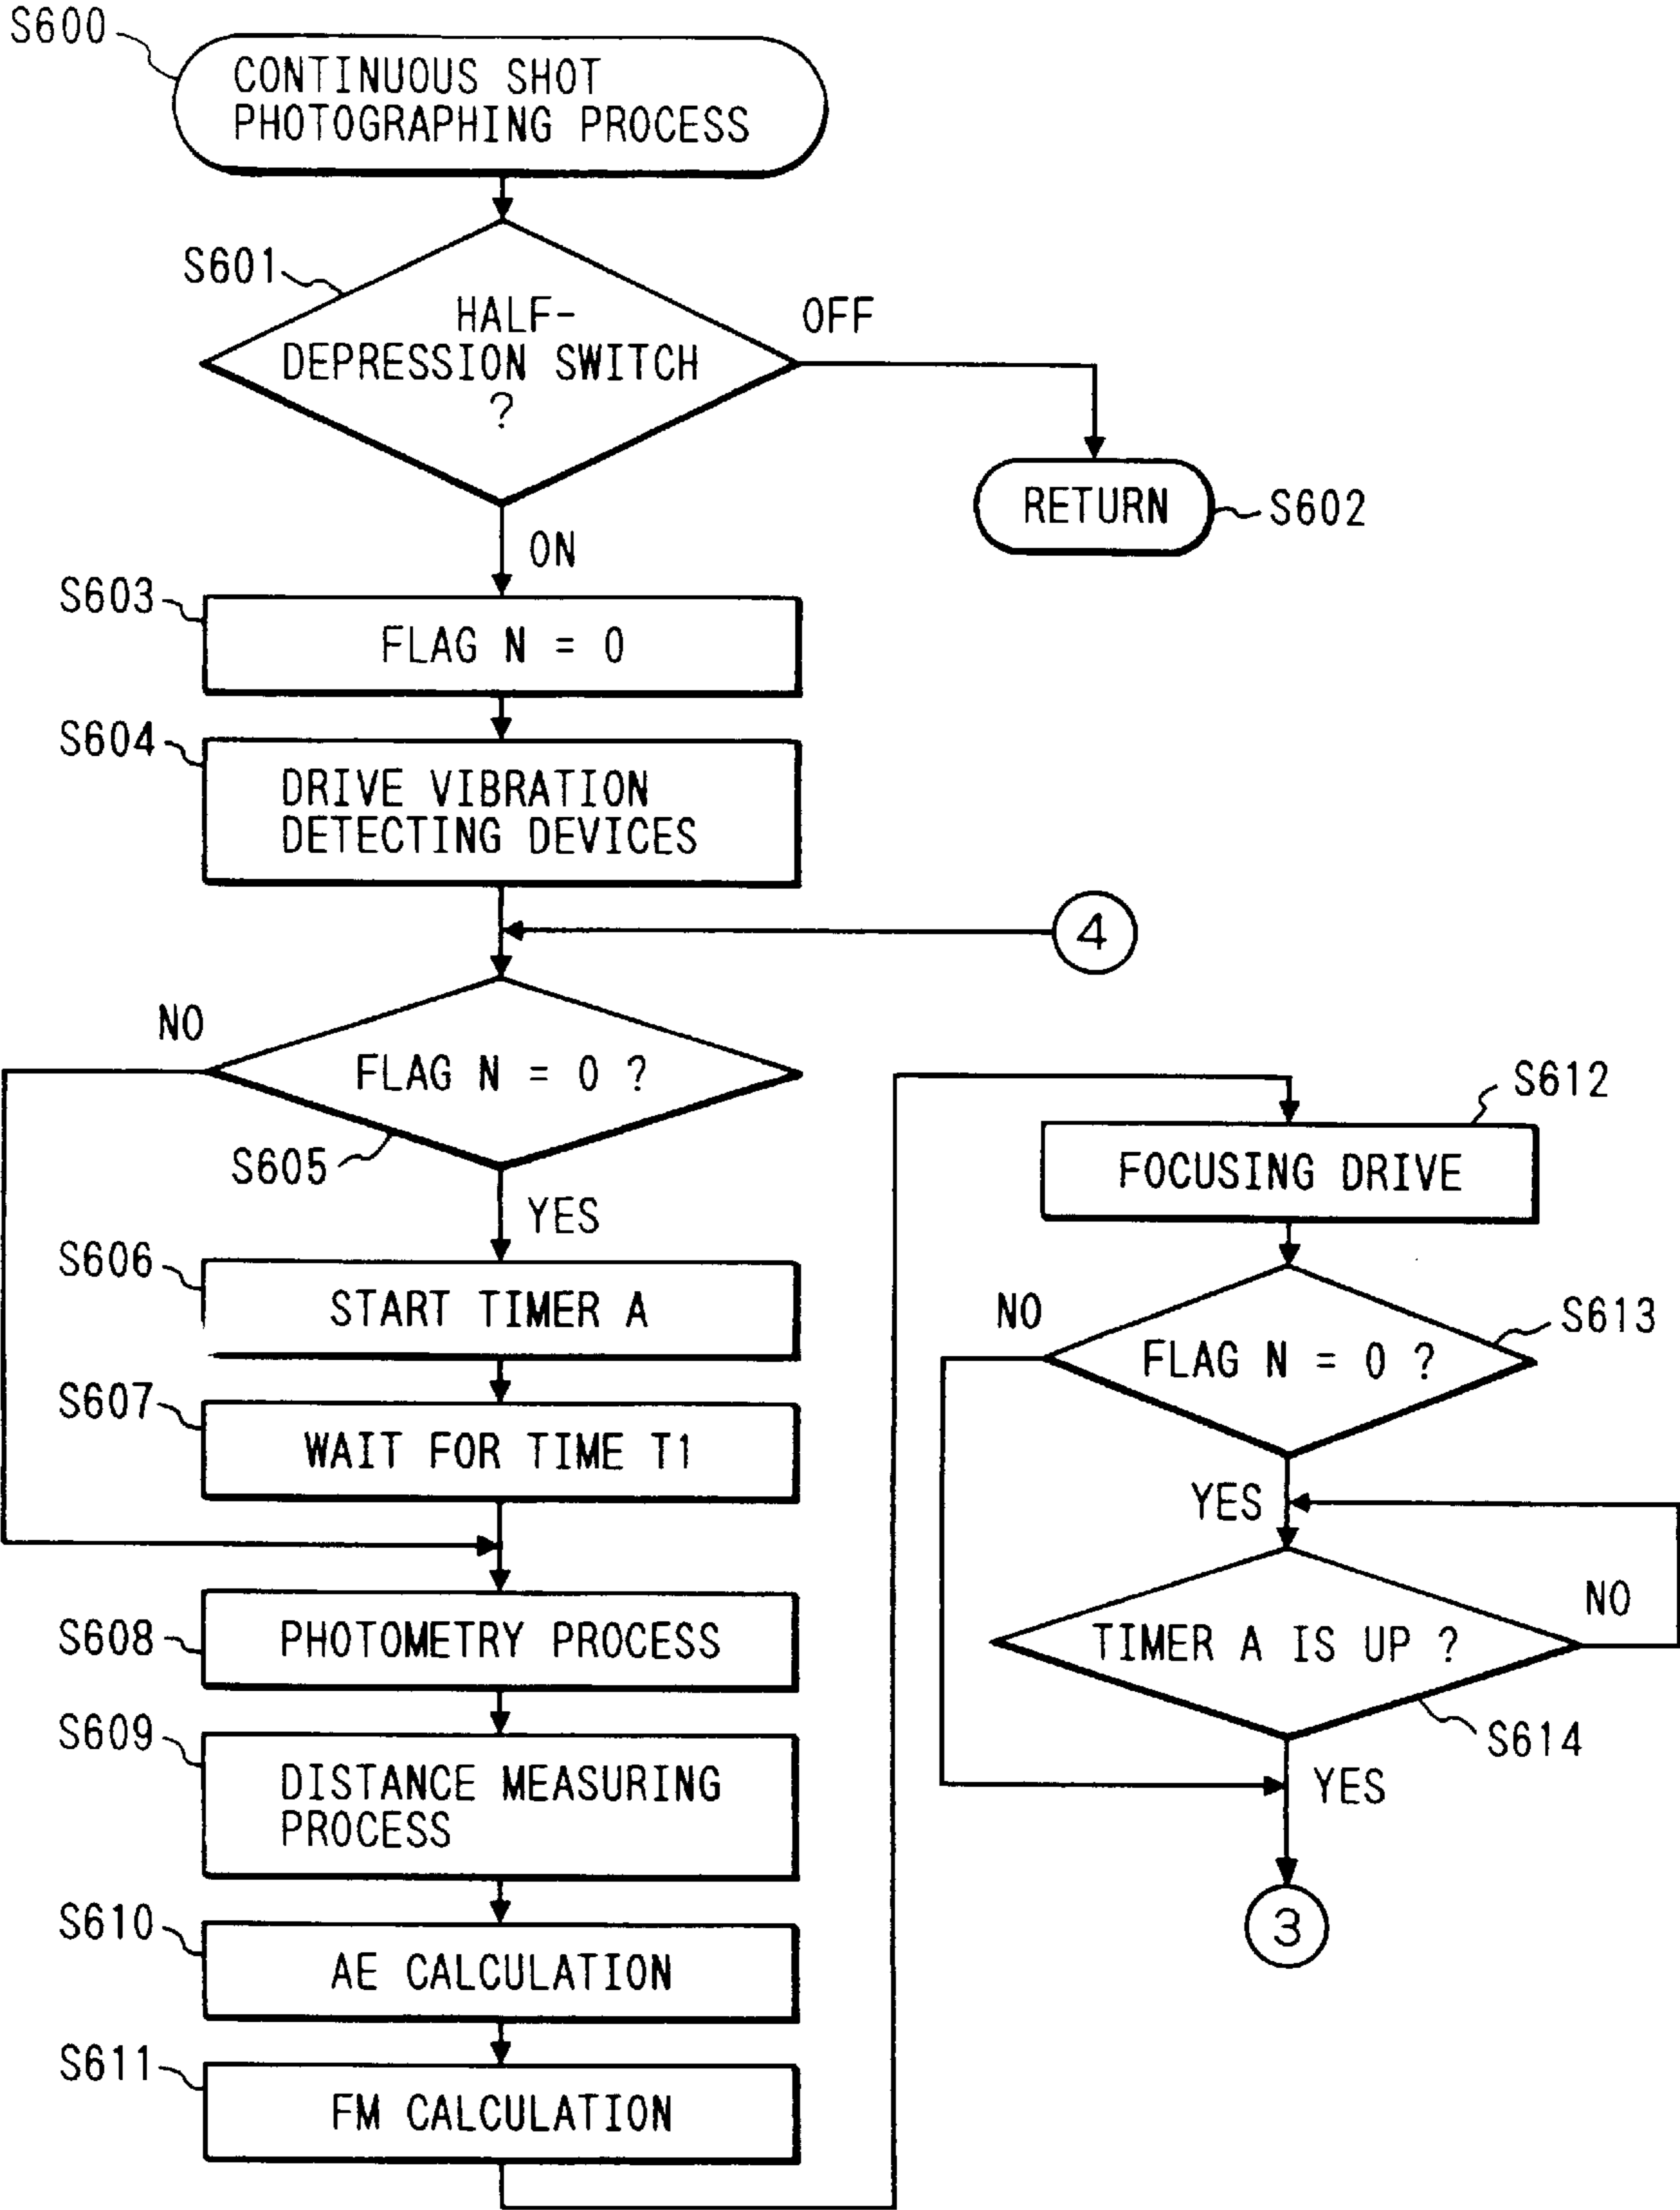 S600
CONTINUOUS SHOT
PHOTOGRAPHING PROCESS
S601
HALF-
DEPRESSION SWITCH
?
OFF
RETURN
S602
ON
S603
FLAG N = 0
S604
DRIVE VIBRATION
DETECTING DEVICES
4
NO
FLAG N = 0 ?
S605
YES
S606
START TIMER A
S607
WAIT FOR TIME T1
S608
PHOTOMETRY PROCESS
S609
DISTANCE MEASURING
PROCESS
S610
AE CALCULATION
S611
FM CALCULATION
S612
FOCUSING DRIVE
NO
S613
FLAG N = 0 ?
YES
NO
TIMER A IS UP ?
S614
YES
3